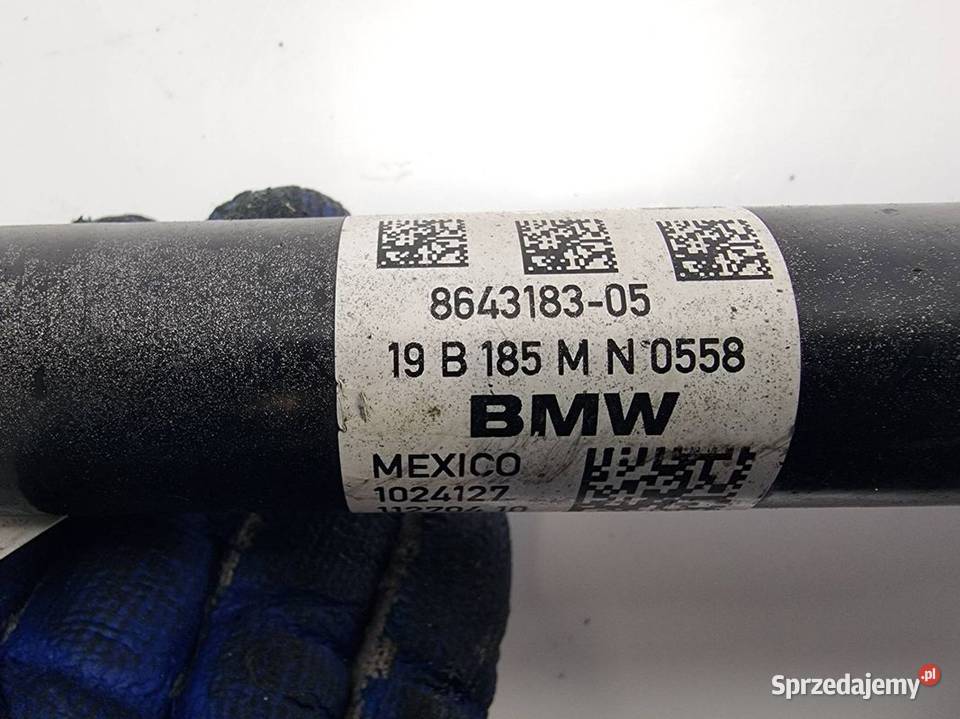 8643183-05
19 B 185 M N 0558
BMW
MEXICO
1024127
Sprzedajemy.pl